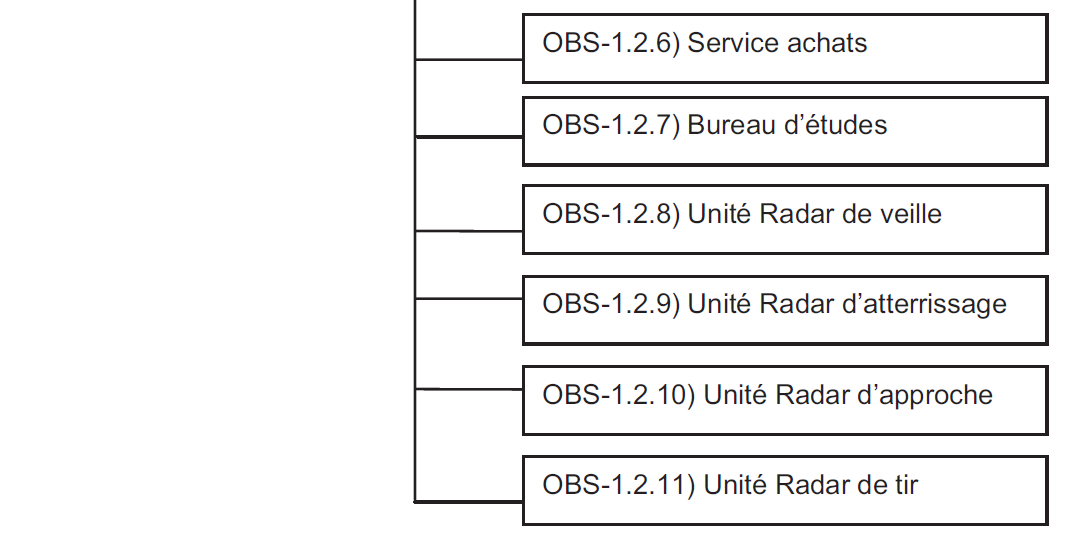 OBS-1.2.6) Service achats
OBS-1.2.7) Bureau d’études
OBS-1.2.8) Unité Radar de veille
OBS-1.2.9) Unité Radar d’atterrissage
OBS-1.2.10) Unité Radar d’approche
OBS-1.2.11) Unité Radar de tir